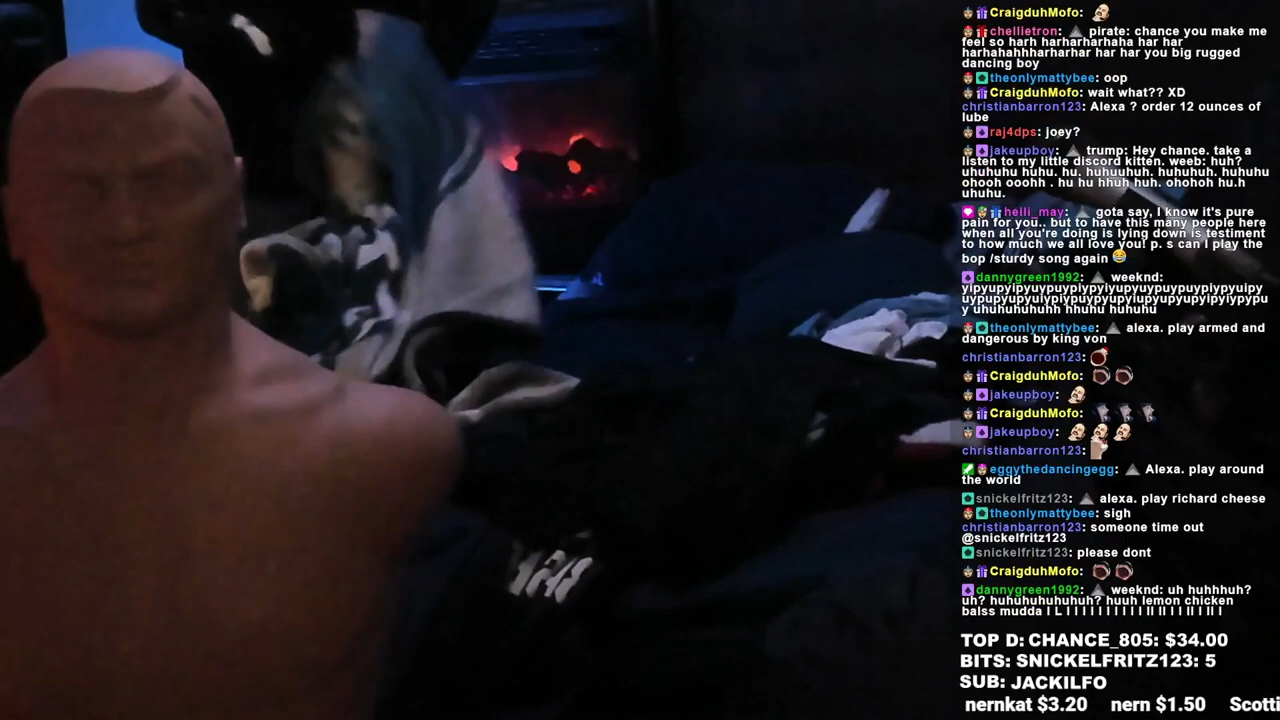 CraigduhMofo:
chellietron: pirate: chance you make me
feel so harh harharharhaha har har
harhahahhharharhar har har you big rugged
dancing boy
theonlymattybee: oop
CraigduhMofo: wait what?? XD
christianbarron123: Alexa ? order 12 ounces of
lube
raj4dps: joey?
jakeupboy: trump: Hey chance. take a
listen to my little discord kitten. weeb: huh?
uhuhuhu huhu. hu. huhuuhuh. huhuhuh. huhuhu
ohooh ooohh . hu hu hhuh huh. ohohoh hu.h
uhuhu.
helli_may: gota say, I know it's pure
pain for you.. but to have this many people here
when all you're doing is lying down is testiment
to how much we all love you! p. s can I play the
bop /sturdy song again
dannygreen1992: weeknd:
y uhuhuhuhuhh hhuhu huhuhu
theonlymattybee: alexa. play armed and
dangerous by king von
christianbarron123:
CraigduhMofo:
jakeupboy:
CraigduhMofo:
jakeupboy:
christianbarron123:
eggythedancingegg: Alexa. play around
the world
snickelfritz123: alexa. play richard cheese
theonlymattybee: sigh
christianbarron123: someone time out
@snickelfritz123
snickelfritz123: please dont
CraigduhMofo:
dannygreen1992: weeknd: uh huhhhuh?
uh? huhuhuhuhuhuh? huuh lemon chicken
balss mudda
TOP D: CHANCE_805: $34.00
BITS: SNICKELFRITZ123: 5
SUB: JACKILFO
nernkat $3.20 nern $1.50 Scotti